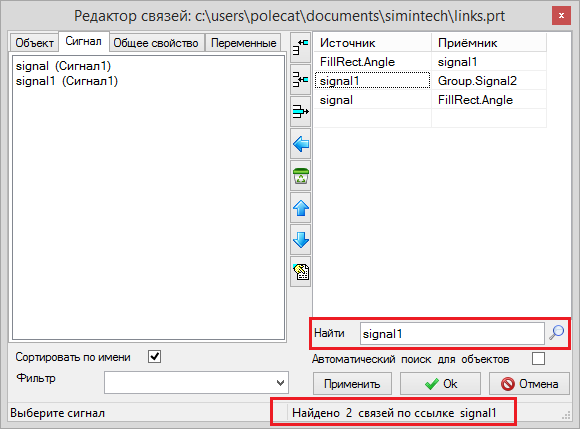 Редактор связей: c:\users\polecat\documents\simintech\links.prt
Объект Сигнал Общее свойство Переменные
signal (Сигнал1)
signal1 (Сигнал1)
Источник Приёмник
FillRect.Angle signal1
signal1 Group.Signal2
signal FillRect.Angle
Найти signal1
Сортировать по имени
Автоматический поиск для объектов
Фильтр
Применить Ok Отмена
Выберите сигнал
Найдено 2 связей по ссылке signal1